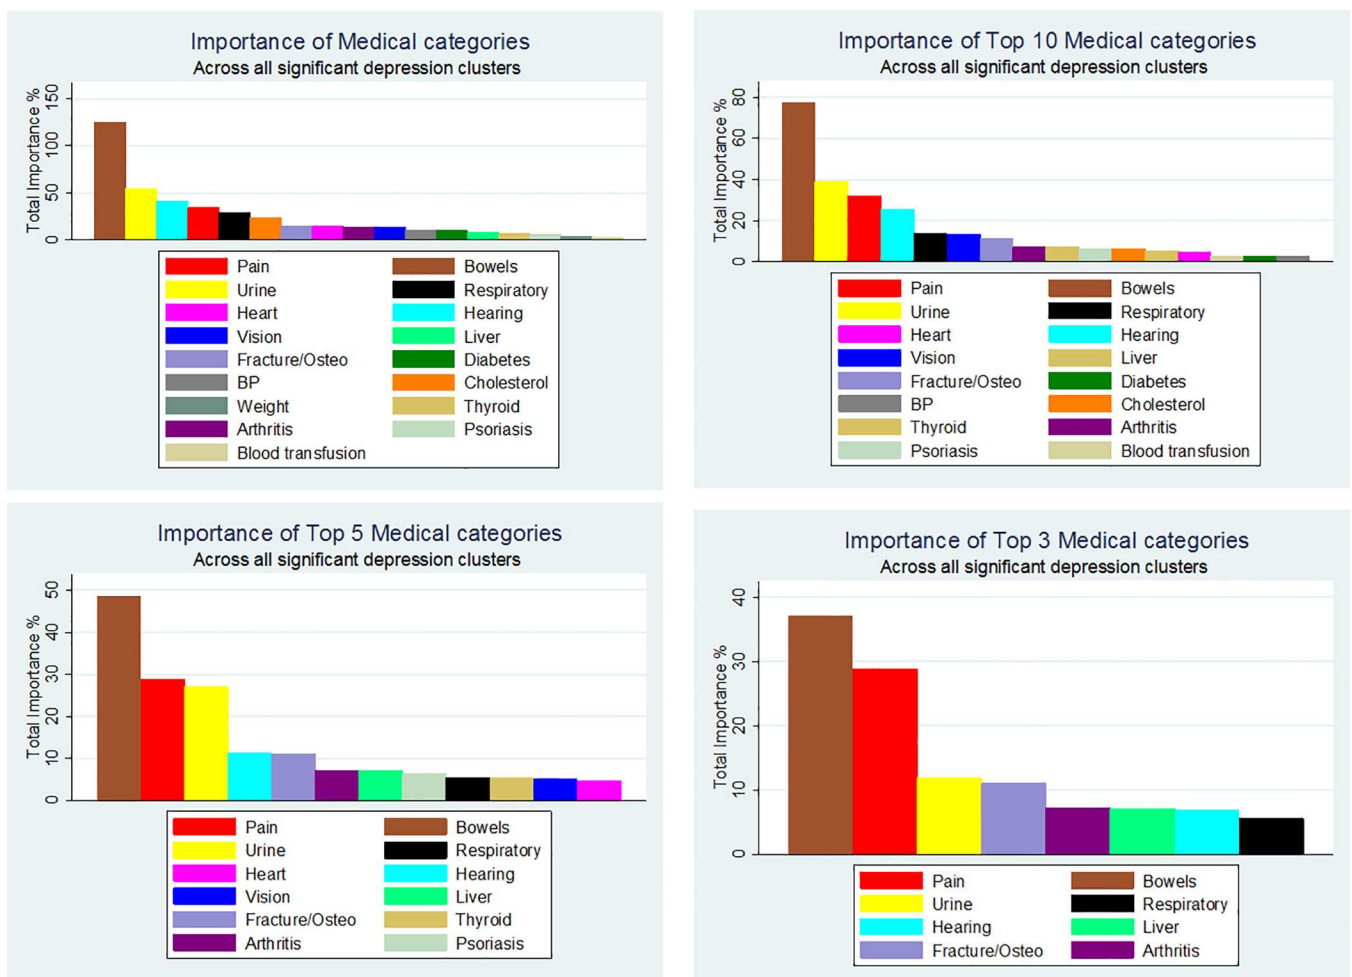 Importance of Medical categories
Across all significant depression clusters
Total Importance %
150
100
50
0
Pain
Bowels
Urine
Respiratory
Heart
Hearing
Vision
Liver
Fracture/Osteo
Diabetes
BP
Cholesterol
Weight
Thyroid
Arthritis
Psoriasis
Blood transfusion
Importance of Top 10 Medical categories
Across all significant depression clusters
Total Importance %
80
60
40
20
0
Pain
Bowels
Urine
Respiratory
Heart
Hearing
Vision
Liver
Fracture/Osteo
Diabetes
BP
Cholesterol
Thyroid
Arthritis
Psoriasis
Blood transfusion
Importance of Top 5 Medical categories
Across all significant depression clusters
Total Importance %
50
40
30
20
10
0
Pain
Bowels
Urine
Respiratory
Heart
Hearing
Vision
Liver
Fracture/Osteo
Thyroid
Arthritis
Psoriasis
Importance of Top 3 Medical categories
Across all significant depression clusters
Total Importance %
40
30
20
10
0
Pain
Bowels
Urine
Respiratory
Hearing
Liver
Fracture/Osteo
Arthritis